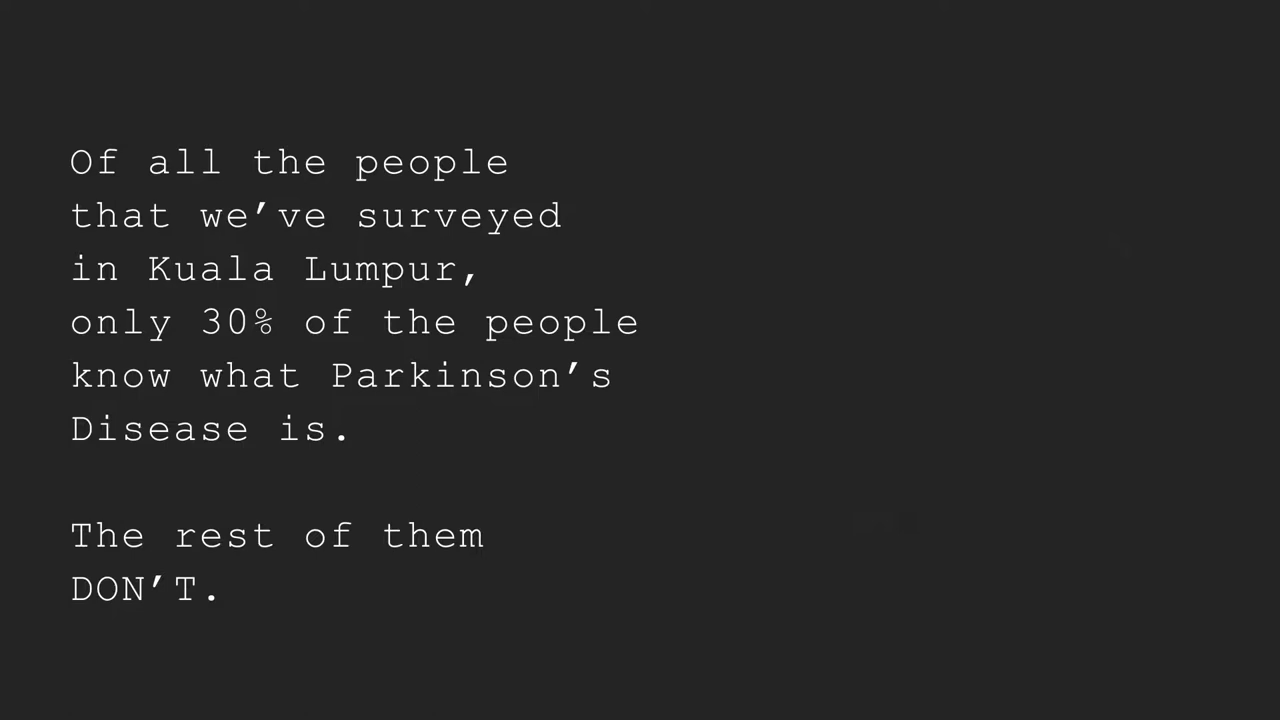 Of all the people
that we’ve surveyed
in Kuala Lumpur,
only 30% of the people
know what Parkinson’s
Disease is.
The rest of them
DON’T.